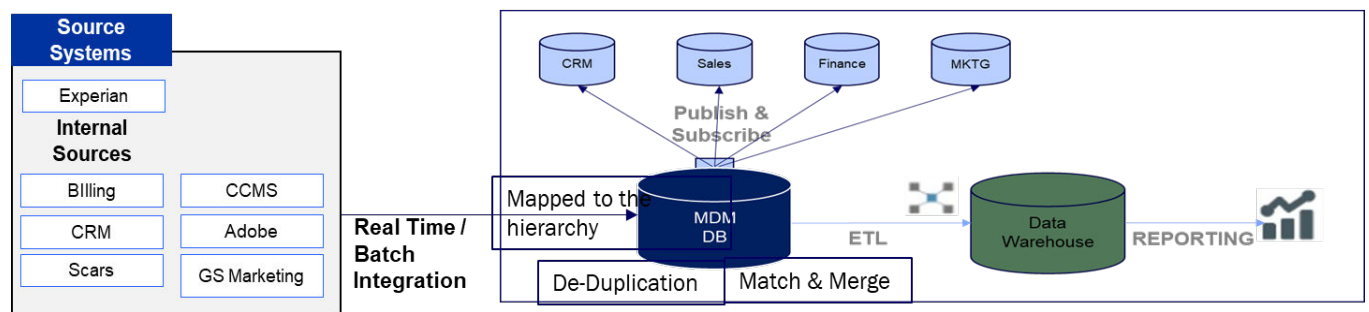 Source
Systems
Experian
Internal
Sources
BIlling
CCMS
CRM
Adobe
Scars
GS Marketing
Real Time /
Batch
Integration
CRM
Sales
Finance
MKTG
Publish &
Subscribe
Mapped to the
hierarchy
MDM
DB
De-Duplication
Match & Merge
ETL
Data
Warehouse
REPORTING